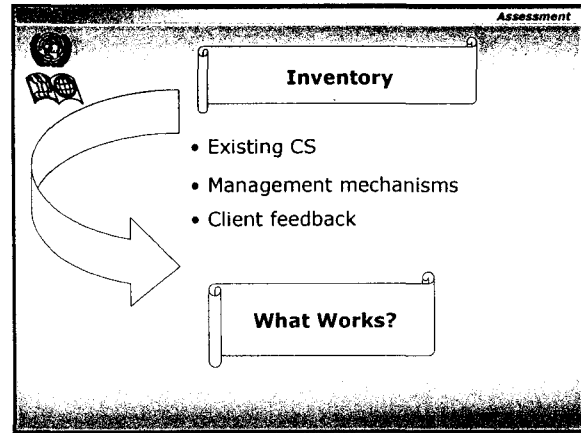 Assessment
Inventory
• Existing CS
• Management mechanisms
• Client feedback
What Works?